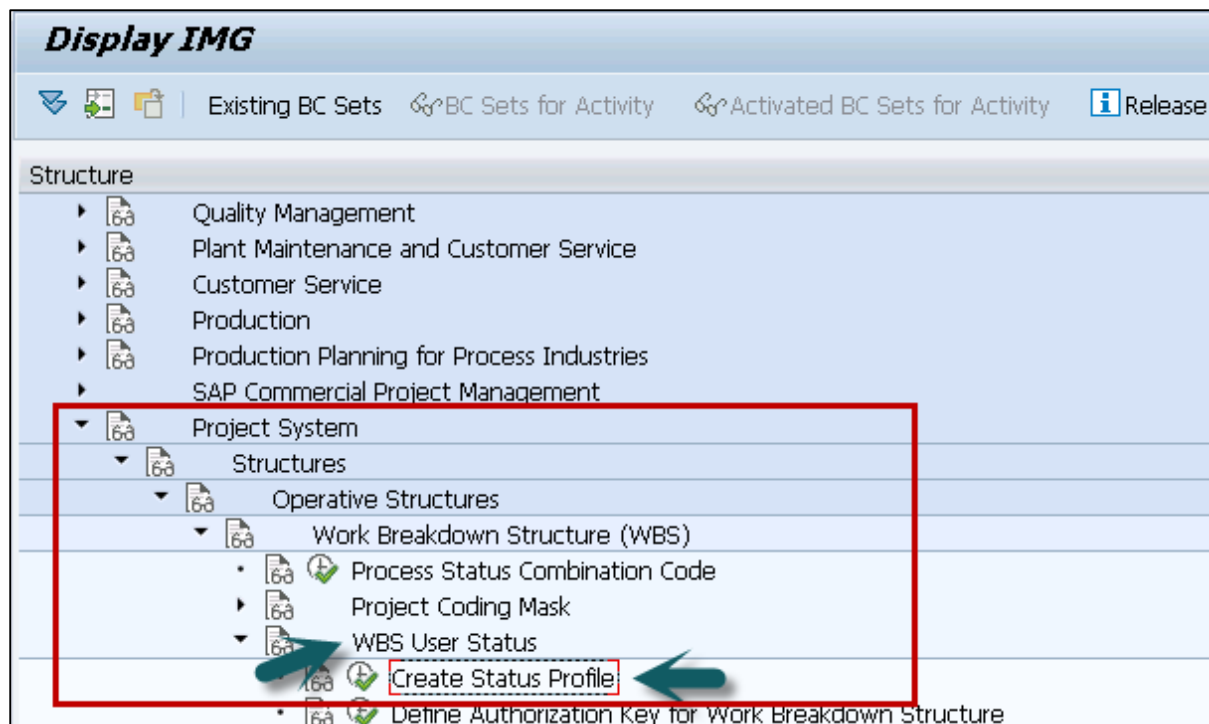 Display IMG
Existing BC Sets BC Sets for Activity Activated BC Sets for Activity Release
Structure
Quality Management
Plant Maintenance and Customer Service
Customer Service
Production
Production Planning for Process Industries
SAP Commercial Project Management
Project System
Structures
Operative Structures
Work Breakdown Structure (WBS)
Process Status Combination Code
Project Coding Mask
WBS User Status
Create Status Profile
Define Authorization Key for Work Breakdown Structure